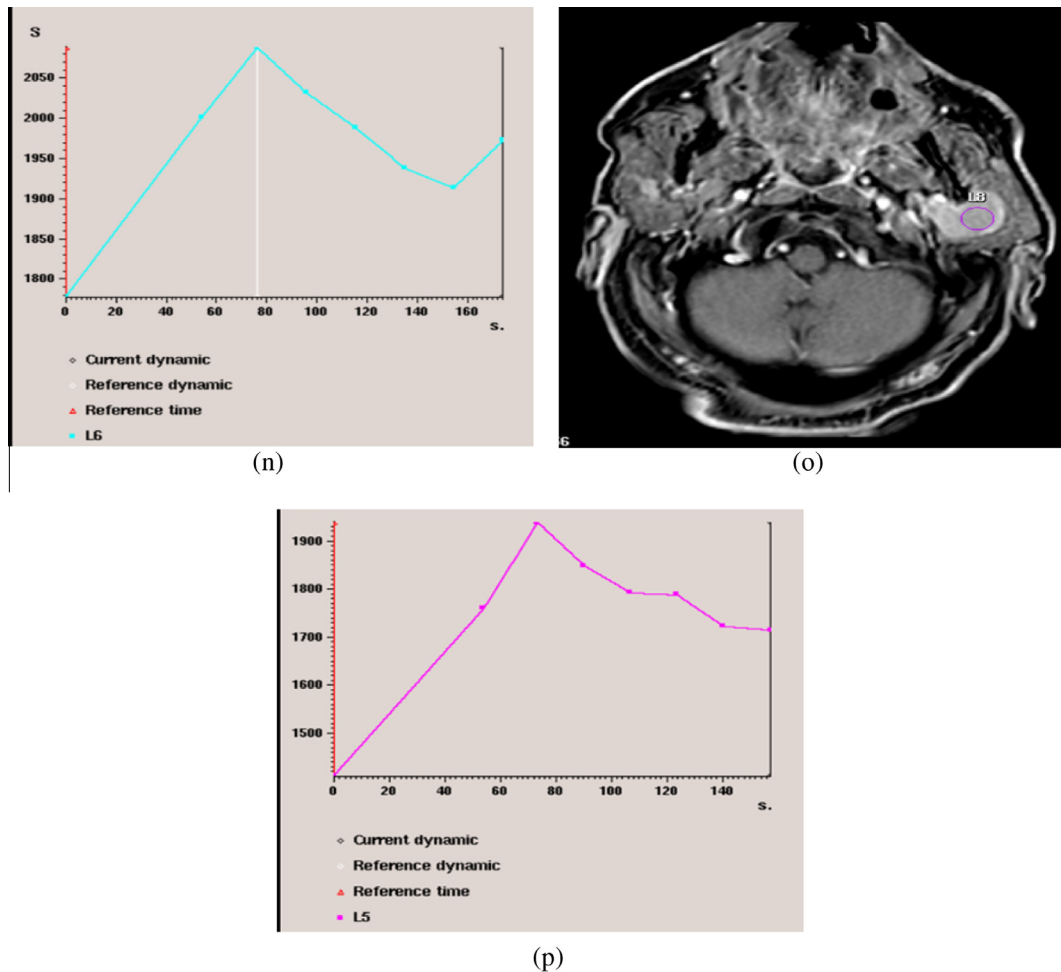 S
2050
2000
1950
1900
1850
1800
0 20 40 60 80 100 120 140 160
s.
Current dynamic
Reference dynamic
Reference time
L6
(n)
L8
(o)
1900
1800
1700
1600
1500
0 20 40 60 80 100 120 140
s.
Current dynamic
Reference dynamic
Reference time
L5
(p)